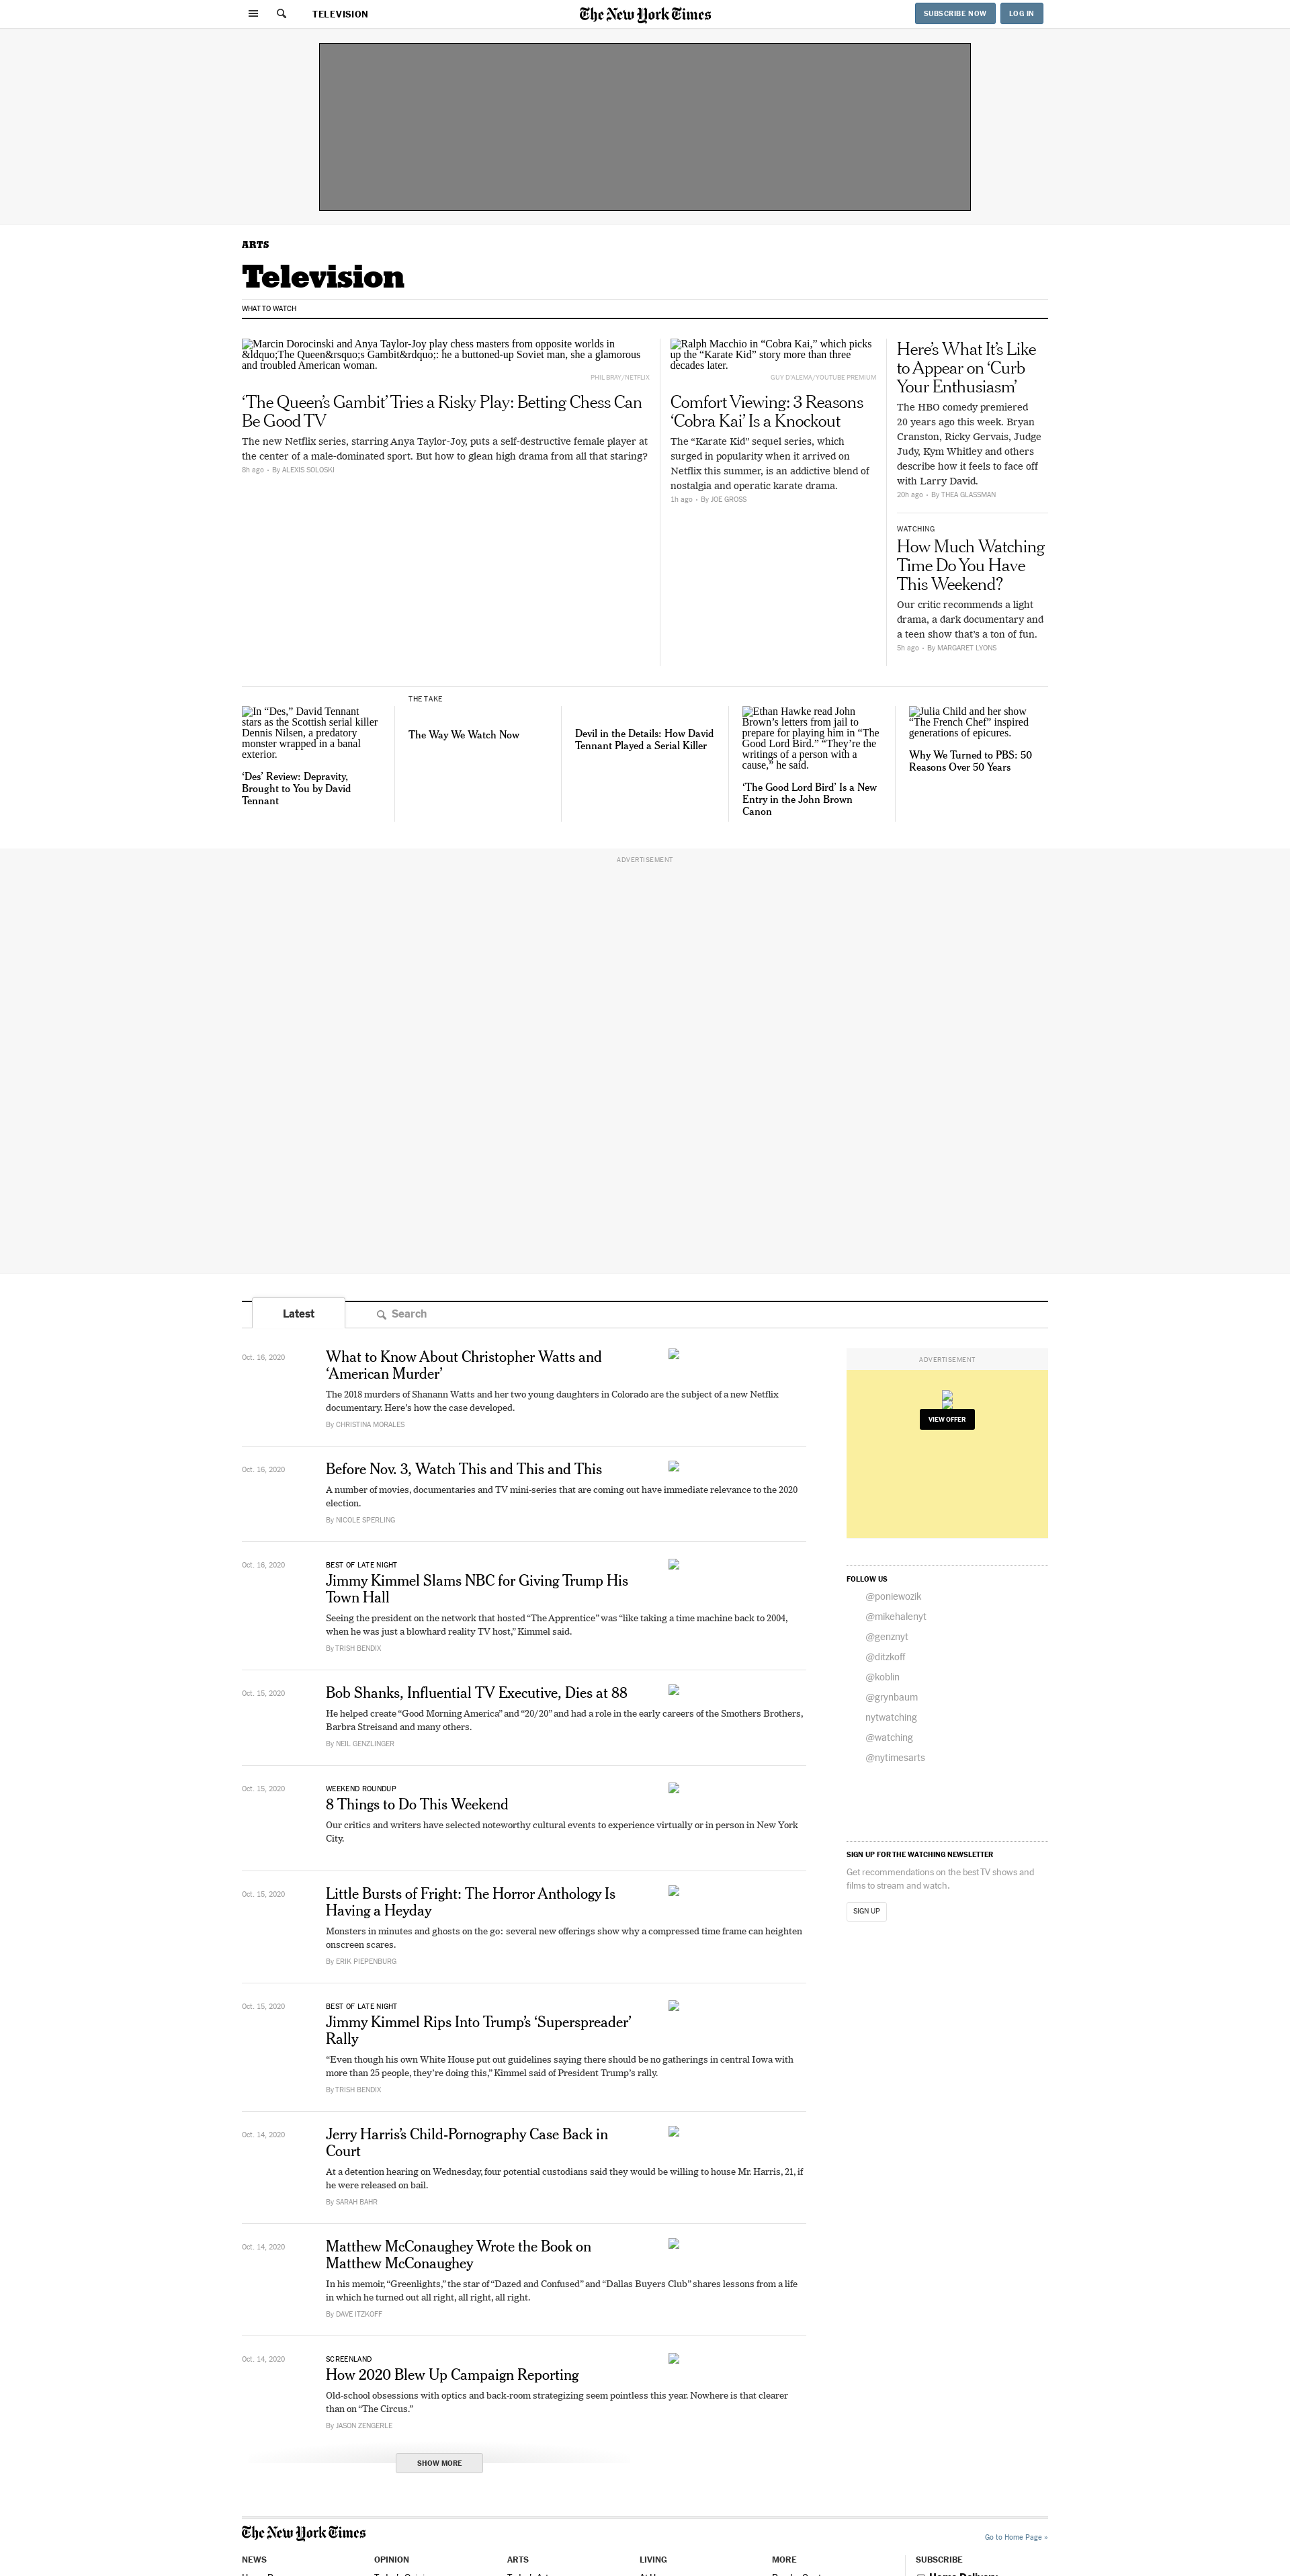 TELEVISION
The New York Times
SUBSCRIBE NOW
LOG IN
ARTS
Television
WHAT TO WATCH
Marcin Dorocinski and Anya Taylor-Joy play chess masters from opposite worlds in
&ldquo;The Queen&rsquo;s Gambit&rdquo;: he a buttoned-up Soviet man, she a glamorous
and troubled American woman.
PHIL BRAY/NETFLIX
‘The Queen’s Gambit’ Tries a Risky Play: Betting Chess Can
Be Good TV
The new Netflix series, starring Anya Taylor-Joy, puts a self-destructive female player at
the center of a male-dominated sport. But how to glean high drama from all that staring?
8h ago • By ALEXIS SOLOSKI
Ralph Macchio in “Cobra Kai,” which picks
up the “Karate Kid” story more than three
decades later.
GUY D’ALEMA/YOUTUBE PREMIUM
Comfort Viewing: 3 Reasons
‘Cobra Kai’ Is a Knockout
The “Karate Kid” sequel series, which
surged in popularity when it arrived on
Netflix this summer, is an addictive blend of
nostalgia and operatic karate drama.
1h ago • By JOE GROSS
Here’s What It’s Like
to Appear on ‘Curb
Your Enthusiasm’
The HBO comedy premiered
20 years ago this week. Bryan
Cranston, Ricky Gervais, Judge
Judy, Kym Whitley and others
describe how it feels to face off
with Larry David.
20h ago • By THEA GLASSMAN
WATCHING
How Much Watching
Time Do You Have
This Weekend?
Our critic recommends a light
drama, a dark documentary and
a teen show that’s a ton of fun.
5h ago • By MARGARET LYONS
In “Des,” David Tennant
stars as the Scottish serial killer
Dennis Nilsen, a predatory
monster wrapped in a banal
exterior.
‘Des’ Review: Depravity,
Brought to You by David
Tennant
THE TAKE
The Way We Watch Now
Devil in the Details: How David
Tennant Played a Serial Killer
Ethan Hawke read John
Brown’s letters from jail to
prepare for playing him in “The
Good Lord Bird.” “They’re the
writings of a person with a
cause,” he said.
‘The Good Lord Bird’ Is a New
Entry in the John Brown
Canon
Julia Child and her show
“The French Chef” inspired
generations of epicures.
Why We Turned to PBS: 50
Reasons Over 50 Years
ADVERTISEMENT
Latest
Search
Oct. 16, 2020
What to Know About Christopher Watts and
‘American Murder’
The 2018 murders of Shanann Watts and her two young daughters in Colorado are the subject of a new Netflix
documentary. Here’s how the case developed.
By CHRISTINA MORALES
Oct. 16, 2020
Before Nov. 3, Watch This and This and This
A number of movies, documentaries and TV mini-series that are coming out have immediate relevance to the 2020
election.
By NICOLE SPERLING
Oct. 16, 2020
BEST OF LATE NIGHT
Jimmy Kimmel Slams NBC for Giving Trump His
Town Hall
Seeing the president on the network that hosted “The Apprentice” was “like taking a time machine back to 2004,
when he was just a blowhard reality TV host,” Kimmel said.
By TRISH BENDIX
Oct. 15, 2020
Bob Shanks, Influential TV Executive, Dies at 88
He helped create “Good Morning America” and “20/20” and had a role in the early careers of the Smothers Brothers,
Barbra Streisand and many others.
By NEIL GENZLINGER
Oct. 15, 2020
WEEKEND ROUNDUP
8 Things to Do This Weekend
Our critics and writers have selected noteworthy cultural events to experience virtually or in person in New York
City.
Oct. 15, 2020
Little Bursts of Fright: The Horror Anthology Is
Having a Heyday
Monsters in minutes and ghosts on the go: several new offerings show why a compressed time frame can heighten
onscreen scares.
By ERIK PIEPENBURG
Oct. 15, 2020
BEST OF LATE NIGHT
Jimmy Kimmel Rips Into Trump’s ‘Superspreader’
Rally
“Even though his own White House put out guidelines saying there should be no gatherings in central Iowa with
more than 25 people, they’re doing this,” Kimmel said of President Trump’s rally.
By TRISH BENDIX
Oct. 14, 2020
Jerry Harris’s Child-Pornography Case Back in
Court
At a detention hearing on Wednesday, four potential custodians said they would be willing to house Mr. Harris, 21, if
he were released on bail.
By SARAH BAHR
Oct. 14, 2020
Matthew McConaughey Wrote the Book on
Matthew McConaughey
In his memoir, “Greenlights,” the star of “Dazed and Confused” and “Dallas Buyers Club” shares lessons from a life
in which he turned out all right, all right, all right.
By DAVE ITZKOFF
Oct. 14, 2020
SCREENLAND
How 2020 Blew Up Campaign Reporting
Old-school obsessions with optics and back-room strategizing seem pointless this year. Nowhere is that clearer
than on “The Circus.”
By JASON ZENGERLE
SHOW MORE
ADVERTISEMENT
VIEW OFFER
FOLLOW US
@poniewozik
@mikehalenyt
@genznyt
@ditzkoff
@koblin
@grynbaum
nytwatching
@watching
@nytimesarts
SIGN UP FOR THE WATCHING NEWSLETTER
Get recommendations on the best TV shows and
films to stream and watch.
SIGN UP
The New York Times
Go to Home Page »
NEWS
OPINION
ARTS
LIVING
MORE
SUBSCRIBE